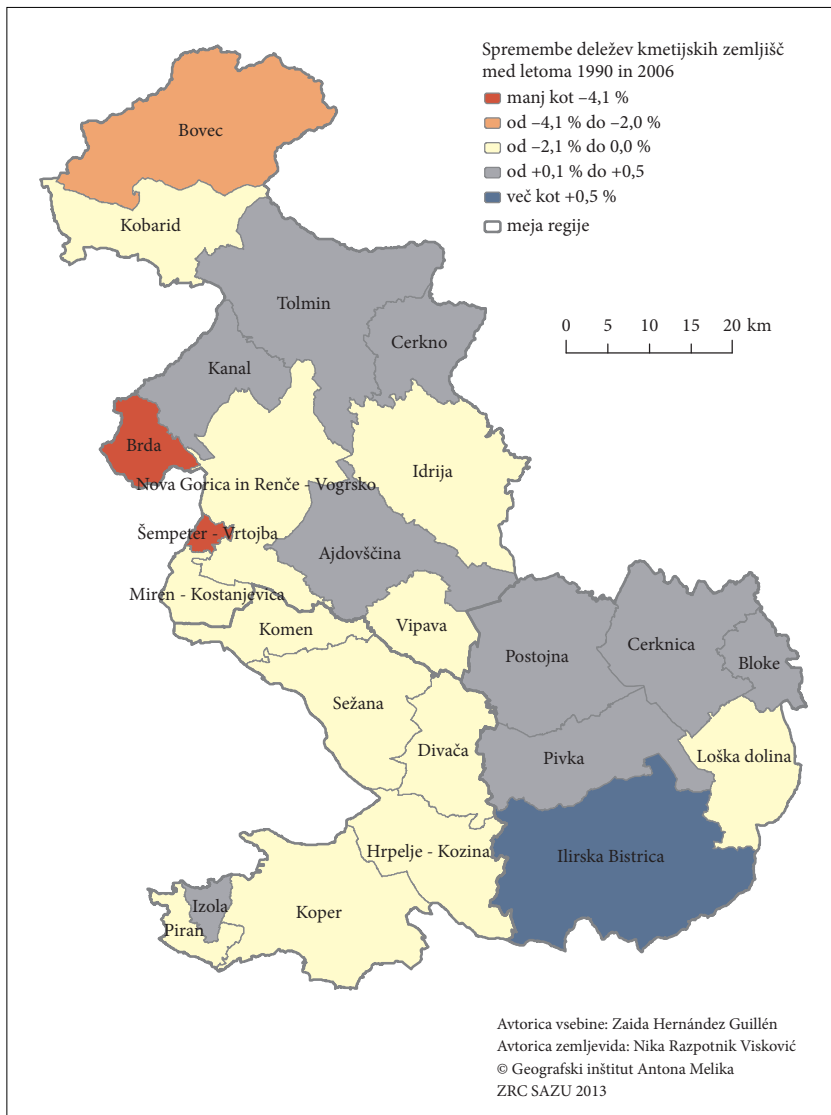 Spremembe deležev kmetijskih zemljišč
med letoma 1990 in 2006
manj kot –4,1 %
od –4,1 % do –2,0 %
od –2,1 % do 0,0 %
od +0,1 % do +0,5
več kot +0,5 %
meja regije
0 5 10 15 20 km
Bovec
Kobarid
Tolmin
Cerkno
Kanal
Brda
Idrija
Nova Gorica in Renče - Vogrsko
Šempeter - Vrtojba
Ajdovščina
Miren - Kostanjevica
Komen
Vipava
Postojna
Cerknica
Bloke
Sežana
Divača
Pivka
Loška dolina
Hrpelje - Kozina
Ilirska Bistrica
Izola
Koper
Piran
Avtorica vsebine: Zaida Hernández Guillén
Avtorica zemljevida: Nika Razpotnik Visković
© Geografski inštitut Antona Melika
ZRC SAZU 2013